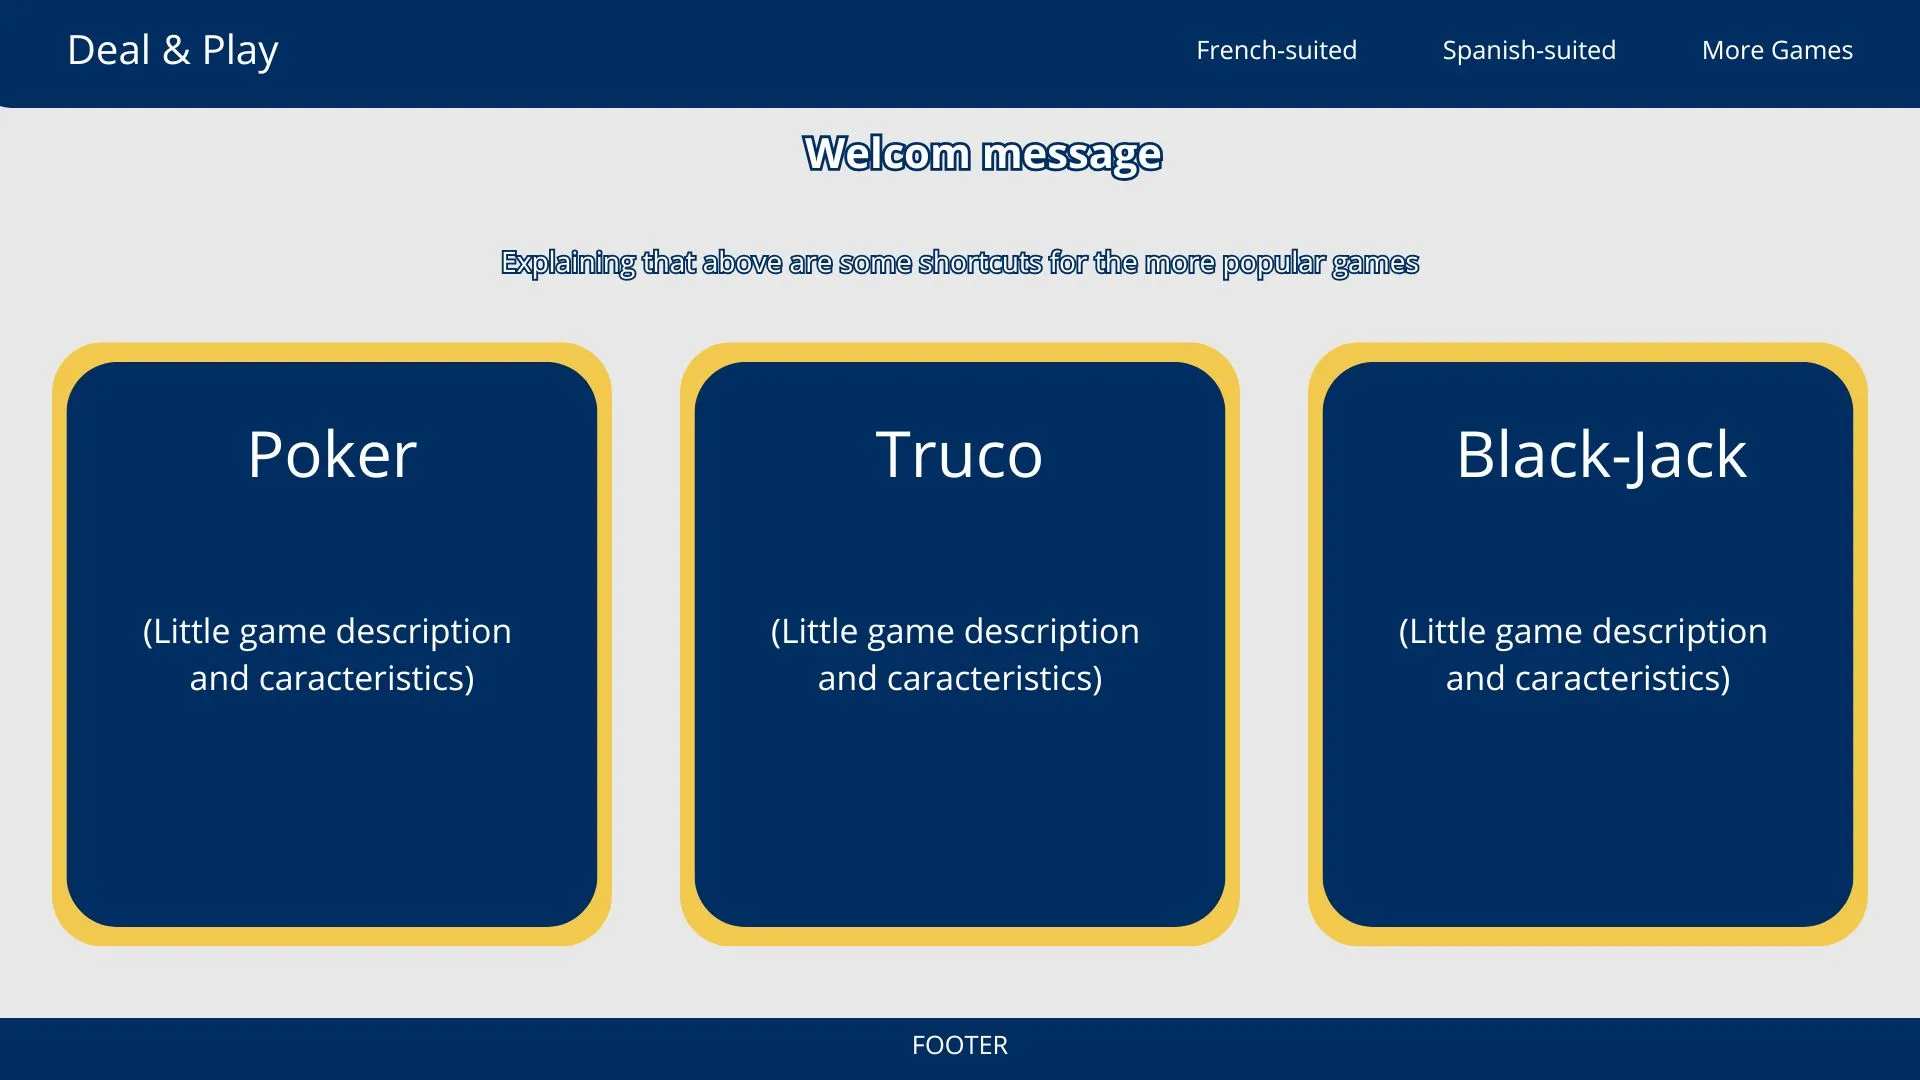 Deal & Play
French-suited
Spanish-suited
More Games
Welcom message
Explaining that above are some shortcuts for the more popular games
Poker
(Little game description
and caracteristics)
Truco
(Little game description
and caracteristics)
Black-Jack
(Little game description
and caracteristics)
FOOTER